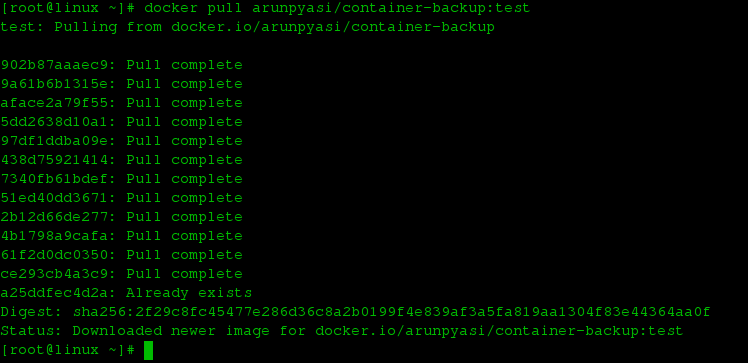 [root@linux ~]# docker pull arunpyasi/container-backup:test
test: Pulling from docker.io/arunpyasi/container-backup
902b87aaaec9: Pull complete
9a61b6b1315e: Pull complete
aface2a79f55: Pull complete
5dd2638d10a1: Pull complete
97df1ddba09e: Pull complete
438d75921414: Pull complete
7340fb61bdef: Pull complete
51ed40dd3671: Pull complete
2b12d66de277: Pull complete
4b1798a9cafa: Pull complete
61f2d0dc0350: Pull complete
ce293cb4a3c9: Pull complete
a25ddfec4d2a: Already exists
Digest: sha256:2f29c8fc45477e286d36c8a2b0199f4e839af3a5fa819aa1304f83e44364aa0f
Status: Downloaded newer image for docker.io/arunpyasi/container-backup:test
[root@linux ~]#